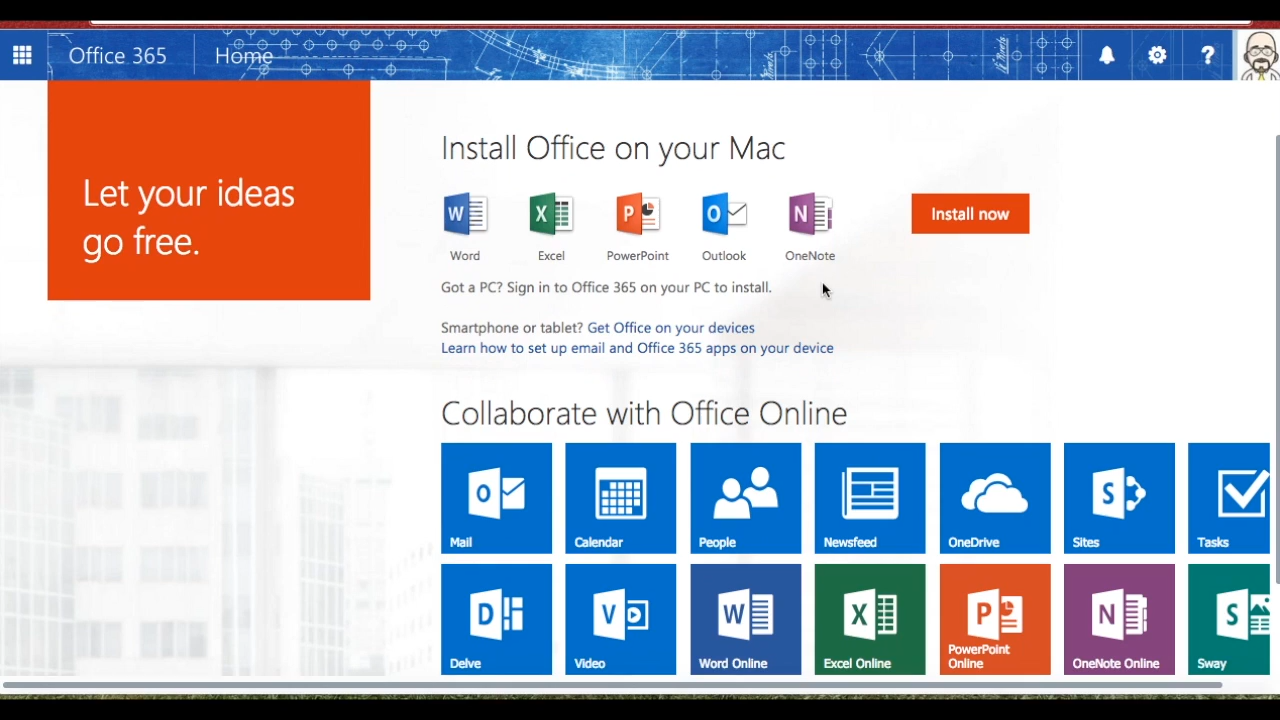 Office 365
Home
Let your ideas
go free.
Install Office on your Mac
W
X
P
O
N
Install now
Word
Excel
PowerPoint
Outlook
OneNote
Got a PC? Sign in to Office 365 on your PC to install.
Smartphone or tablet? Get Office on your devices
Learn how to set up email and Office 365 apps on your device
Collaborate with Office Online
O
S
Mail
Calendar
People
Newsfeed
OneDrive
Sites
Tasks
D
V
W
X
P
N
S
Delve
Video
Word Online
Excel Online
PowerPoint
Online
OneNote Online
Sway